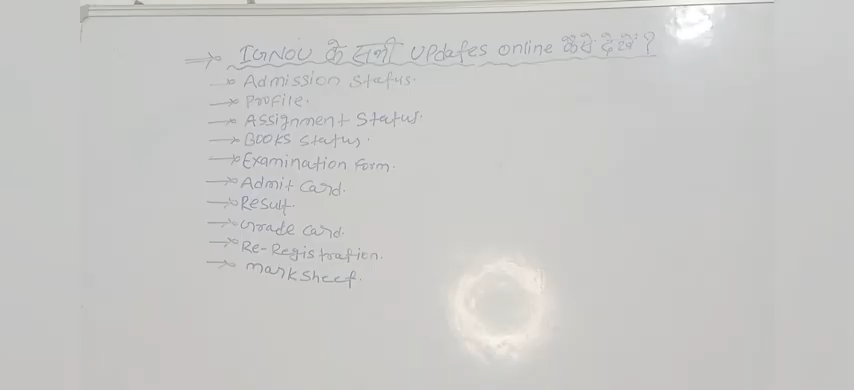 ⇒ IGNOU के सभी Updates online कैसे देखें?
→ Admission Status.
→ Profile.
→ Assignment Status.
→ Books Status.
→ Examination Form.
→ Admit Card.
→ Result.
→ Grade Card.
→ Re-Registration.
→ Marksheet.